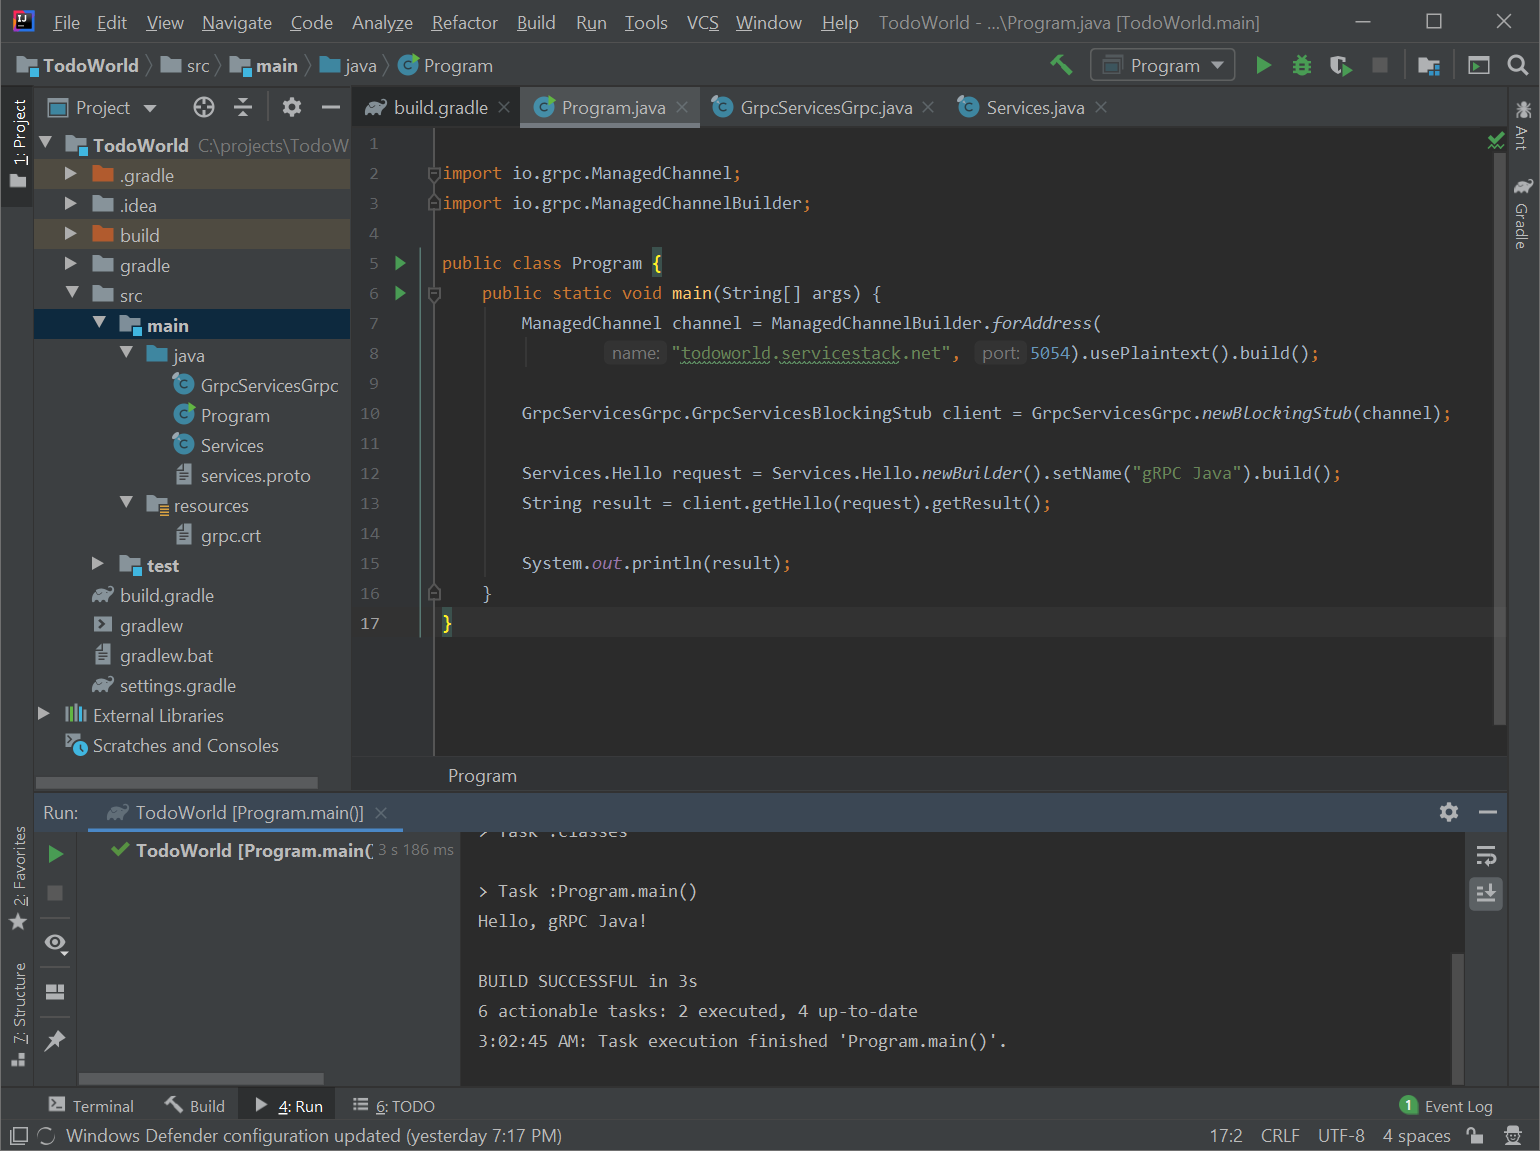 File Edit View Navigate Code Analyze Refactor Build Run Tools VCS Window Help TodoWorld - ...\Program.java [TodoWorld.main]
TodoWorld src main java Program
Program
1: Project
Project
build.gradle Program.java GrpcServicesGrpc.java Services.java
TodoWorld C:\projects\TodoW
.gradle
.idea
build
gradle
src
main
java
GrpcServicesGrpc
Program
Services
services.proto
resources
grpc.crt
test
build.gradle
gradlew
gradlew.bat
settings.gradle
External Libraries
Scratches and Consoles
1
2 import io.grpc.ManagedChannel;
3 import io.grpc.ManagedChannelBuilder;
4
5 public class Program {
6 public static void main(String[] args) {
7 ManagedChannel channel = ManagedChannelBuilder.forAddress(
8 name: "todoworld.servicestack.net", port: 5054).usePlaintext().build();
9
10 GrpcServicesGrpc.GrpcServicesBlockingStub client = GrpcServicesGrpc.newBlockingStub(channel);
11
12 Services.Hello request = Services.Hello.newBuilder().setName("gRPC Java").build();
13 String result = client.getHello(request).getResult();
14
15 System.out.println(result);
16 }
17 }
Program
Ant
Gradle
Run: TodoWorld [Program.main()]
TodoWorld [Program.main( 3 s 186 ms
> Task :classes
> Task :Program.main()
Hello, gRPC Java!
BUILD SUCCESSFUL in 3s
6 actionable tasks: 2 executed, 4 up-to-date
3:02:45 AM: Task execution finished 'Program.main()'.
2: Favorites
7: Structure
Terminal Build 4: Run 6: TODO 1 Event Log
Windows Defender configuration updated (yesterday 7:17 PM) 17:2 CRLF UTF-8 4 spaces